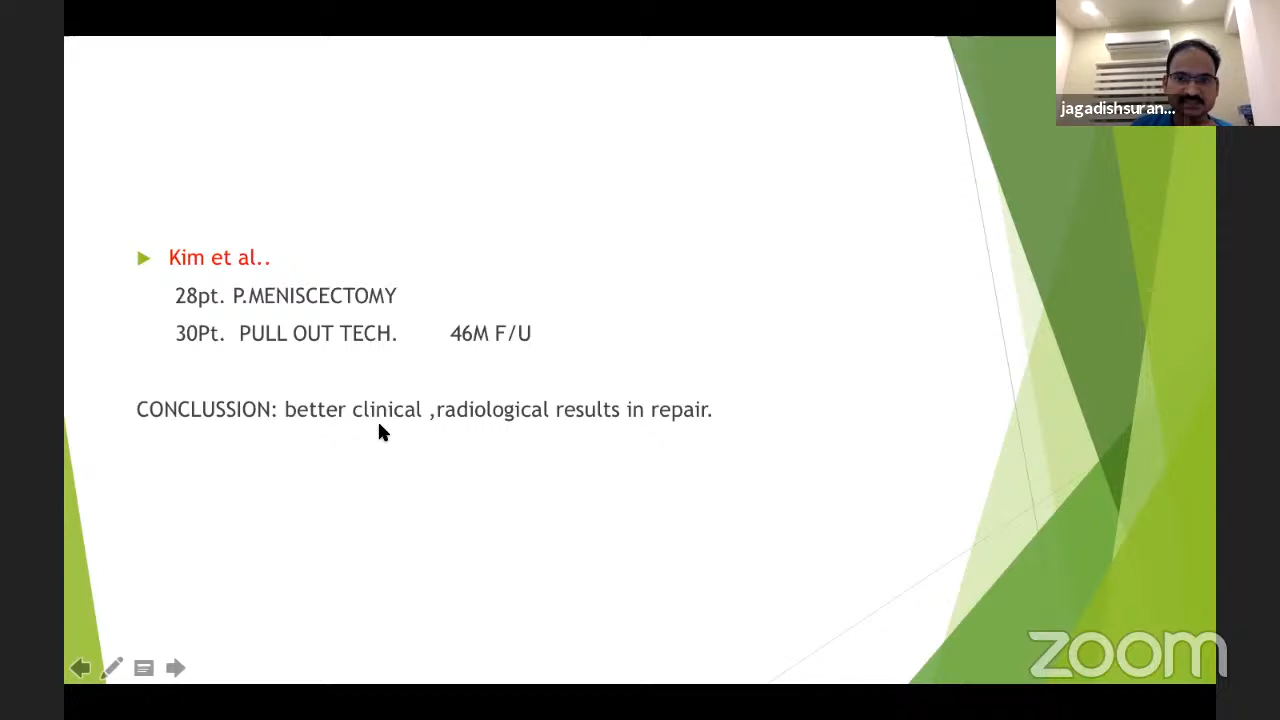 jagadishsuran...
Kim et al..
28pt. P.MENISCECTOMY
30Pt. PULL OUT TECH. 46M F/U
CONCLUSSION: better clinical ,radiological results in repair.
zoom